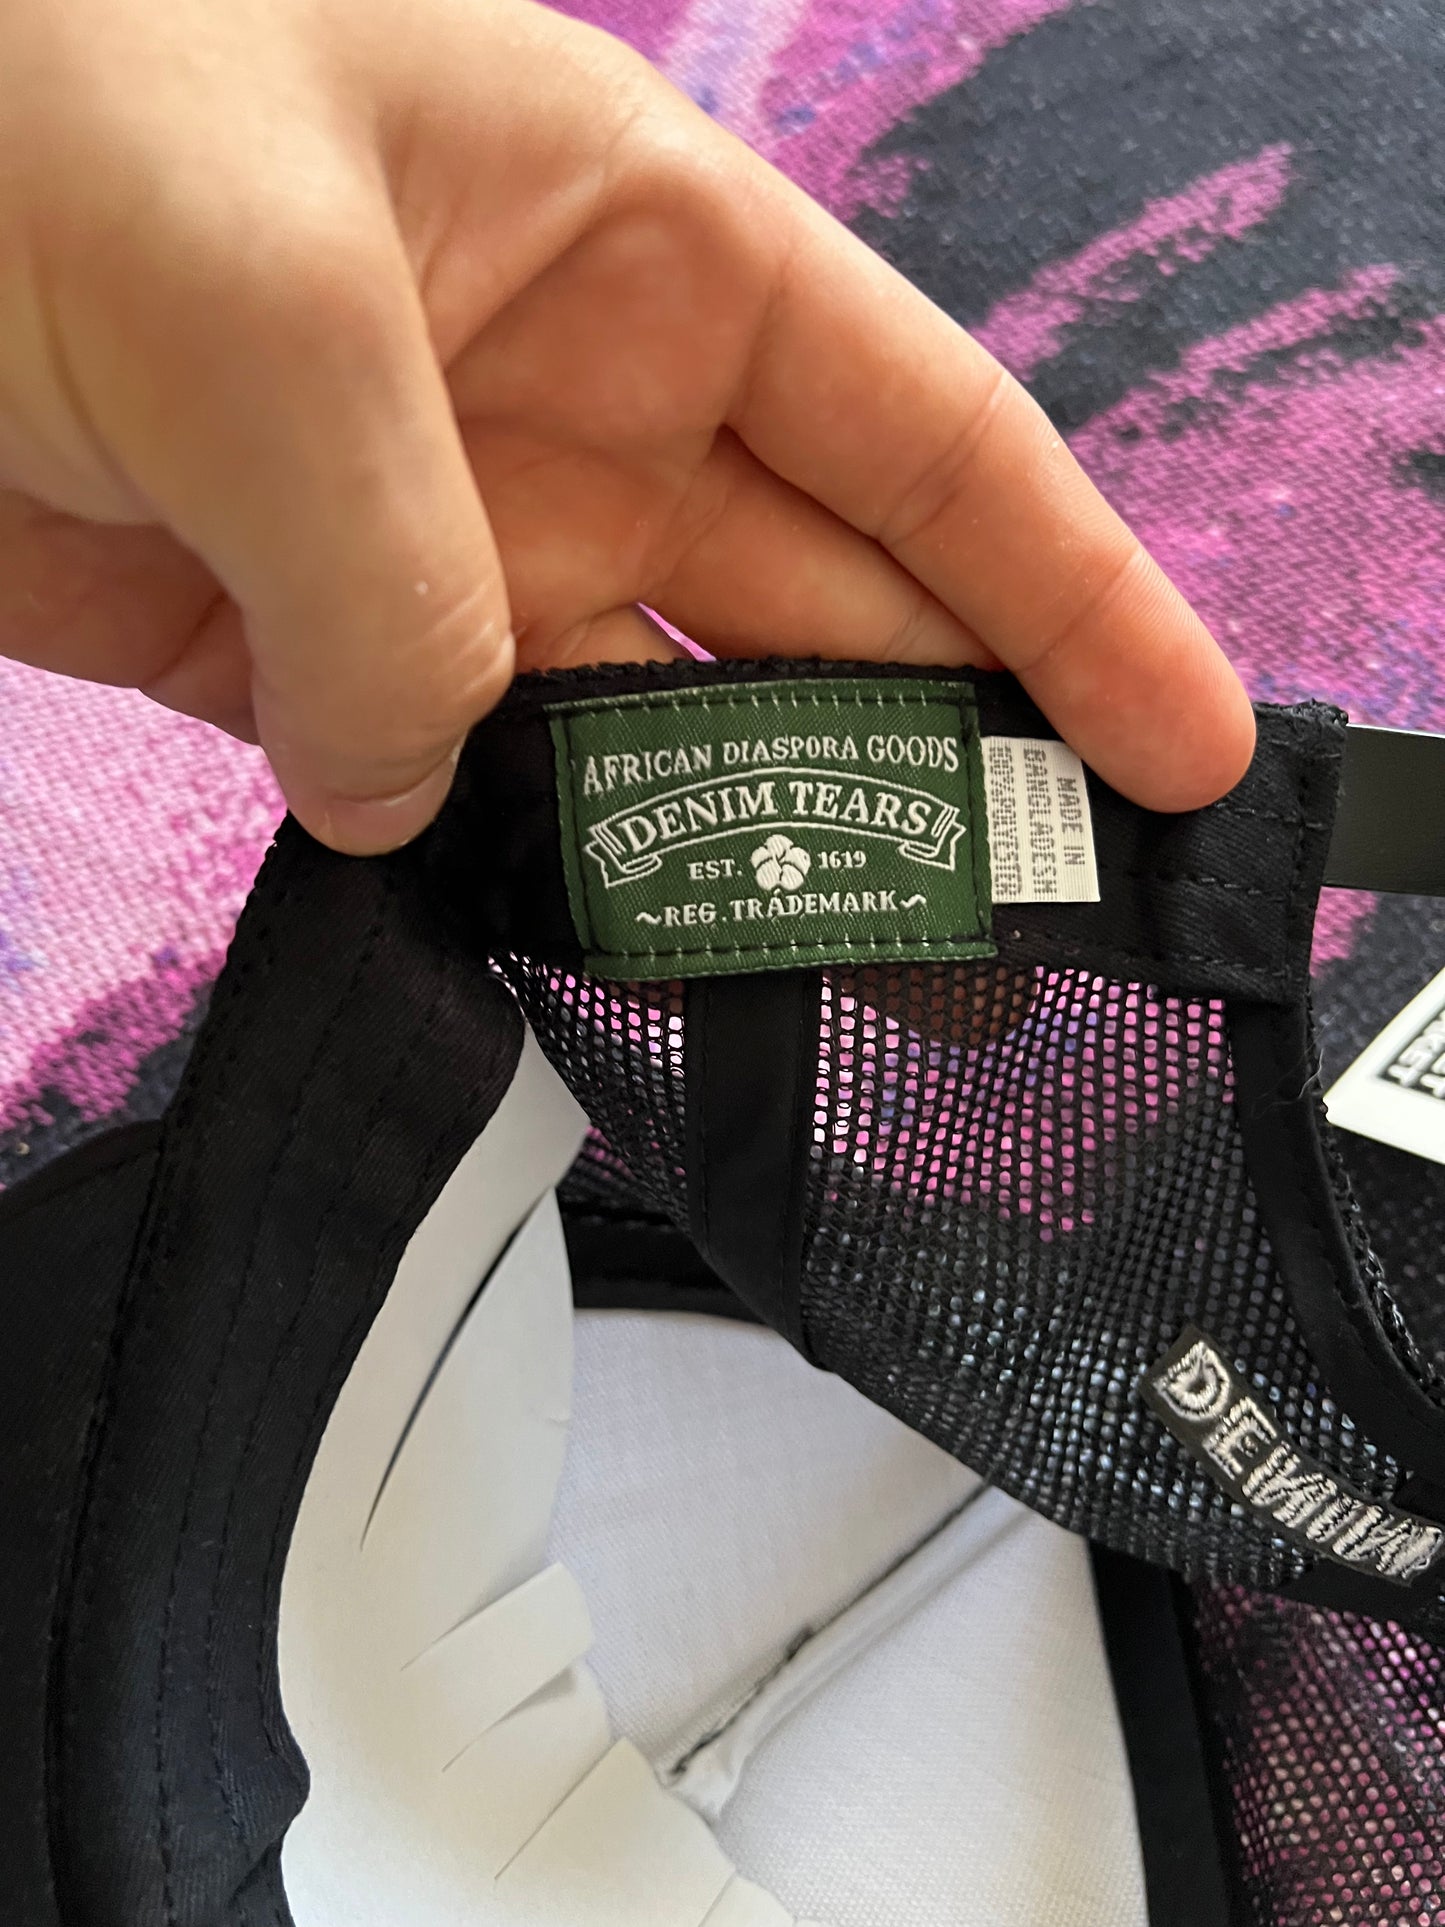 AFRICAN DIASPORA GOODS
DENIM TEARS
EST. 1619
~REG. TRADEMARK~
MADE IN
BANGLADESH
DENIM